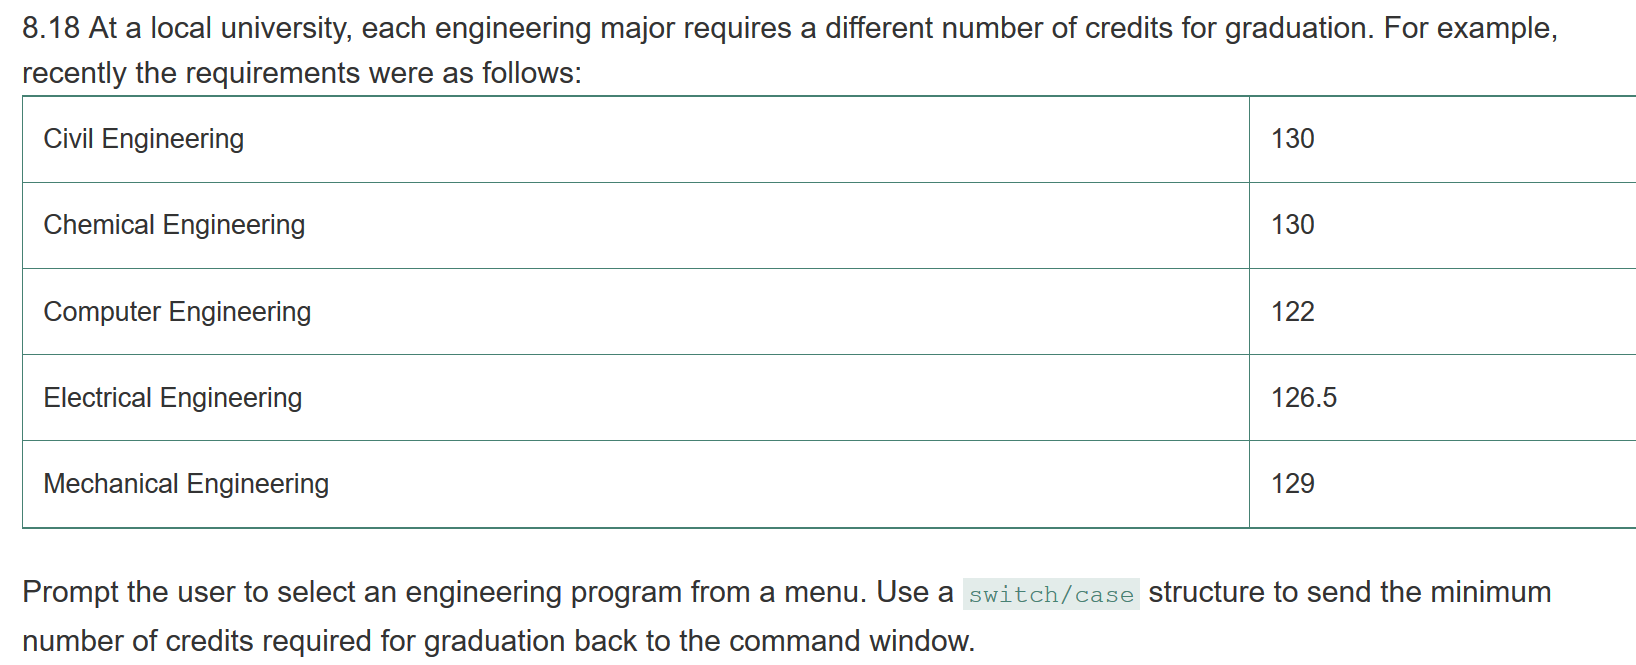 8.18 At a local university, each engineering major requires a different number of credits for graduation. For example,
recently the requirements were as follows:
Civil Engineering 130
Chemical Engineering 130
Computer Engineering 122
Electrical Engineering 126.5
Mechanical Engineering 129
Prompt the user to select an engineering program from a menu. Use a switch/case structure to send the minimum
number of credits required for graduation back to the command window.